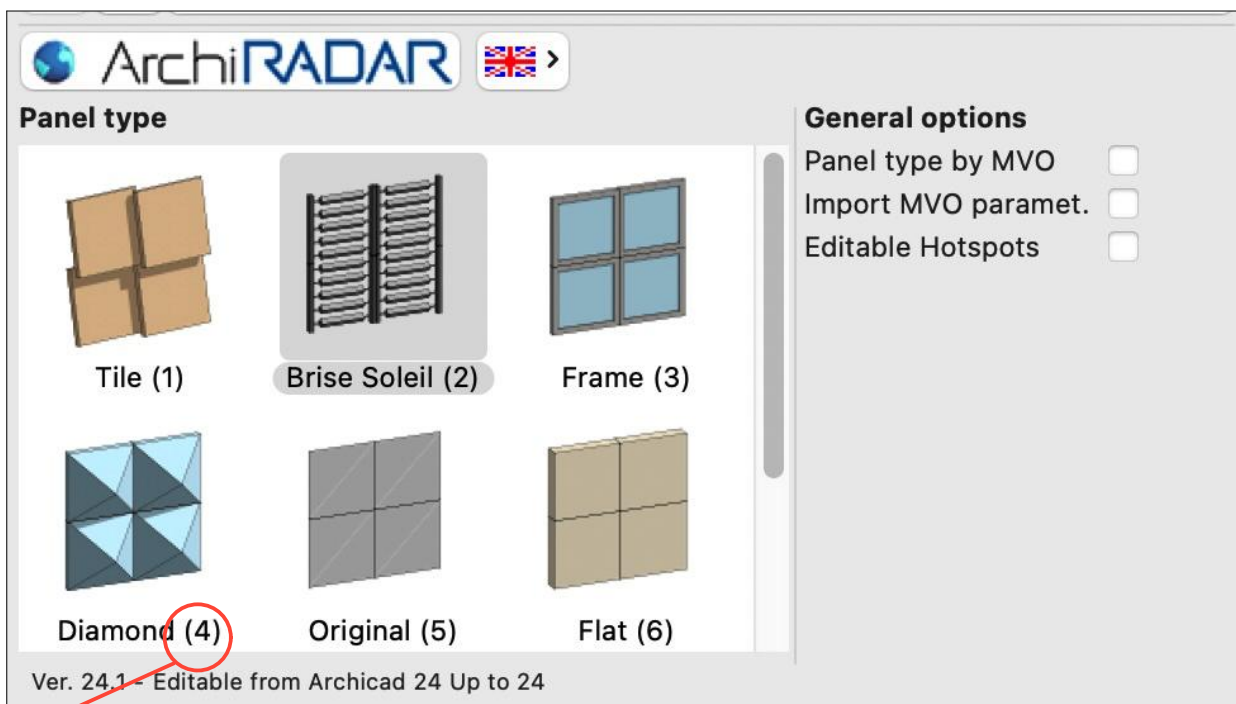 ArchiRADAR
Panel type
Tile (1)
Brise Soleil (2)
Frame (3)
Diamond (4)
Original (5)
Flat (6)
Ver. 24.1 - Editable from Archicad 24 Up to 24
General options
Panel type by MVO
Import MVO paramet.
Editable Hotspots